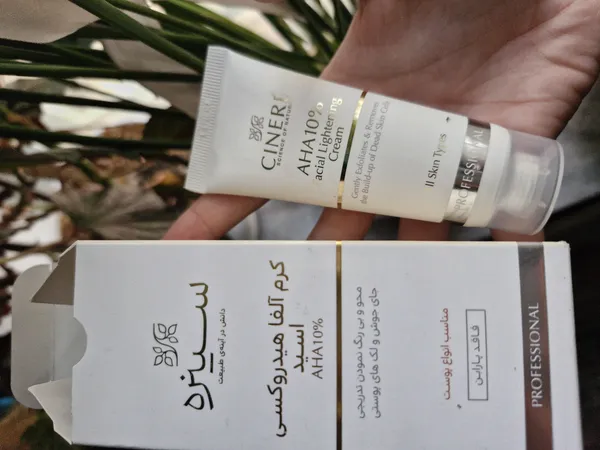 CINERE
SCIENCE OF NATURE
AHA10%
acial Lightening
Cream
Gently Exfoliates & Removes
the Build-up of Dead Skin Cells
ll Skin Types
PROFESSIONAL
سینره
دانش در آینه‌ی طبیعت
کرم آلفا هیدروکسی
اسید
AHA10%
محو و بی رنگ نمودن تدریجی
جای جوش و لک های پوستی
مناسب انواع پوست
فاقد پارابن
PROFESSIONAL